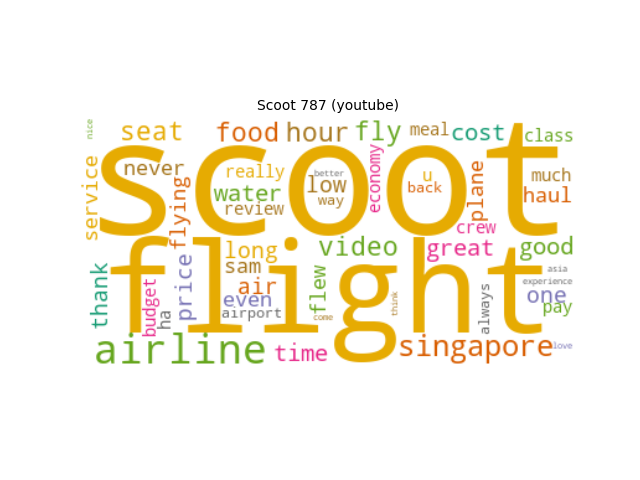 Scoot 787 (youtube)
nice
seat
food
hour
fly
meal
cost
class
scoot
never
really
better
low
way
economy
u
back
plane
much
haul
service
flying
water
review
crew
flight
long
video
great
good
sam
air
flew
asia
experience
thank
budget
ha
price
even
airport
come
think
always
one
pay
airline
time
singapore
love